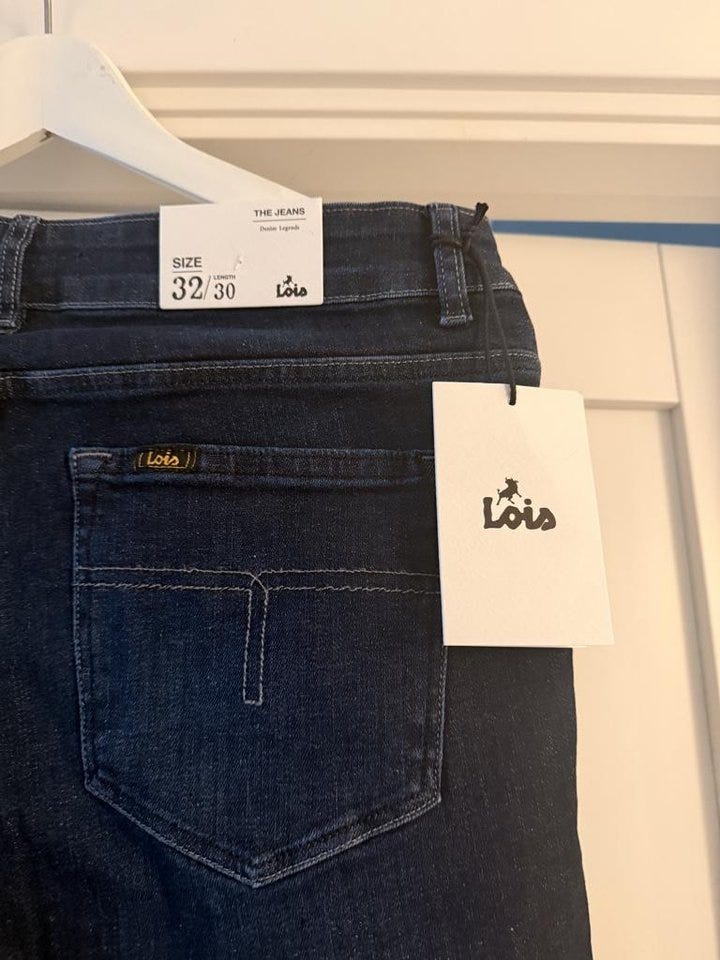 THE JEANS
Denim Legends
SIZE
LENGTH
32/30
Lois
Lois
Lois